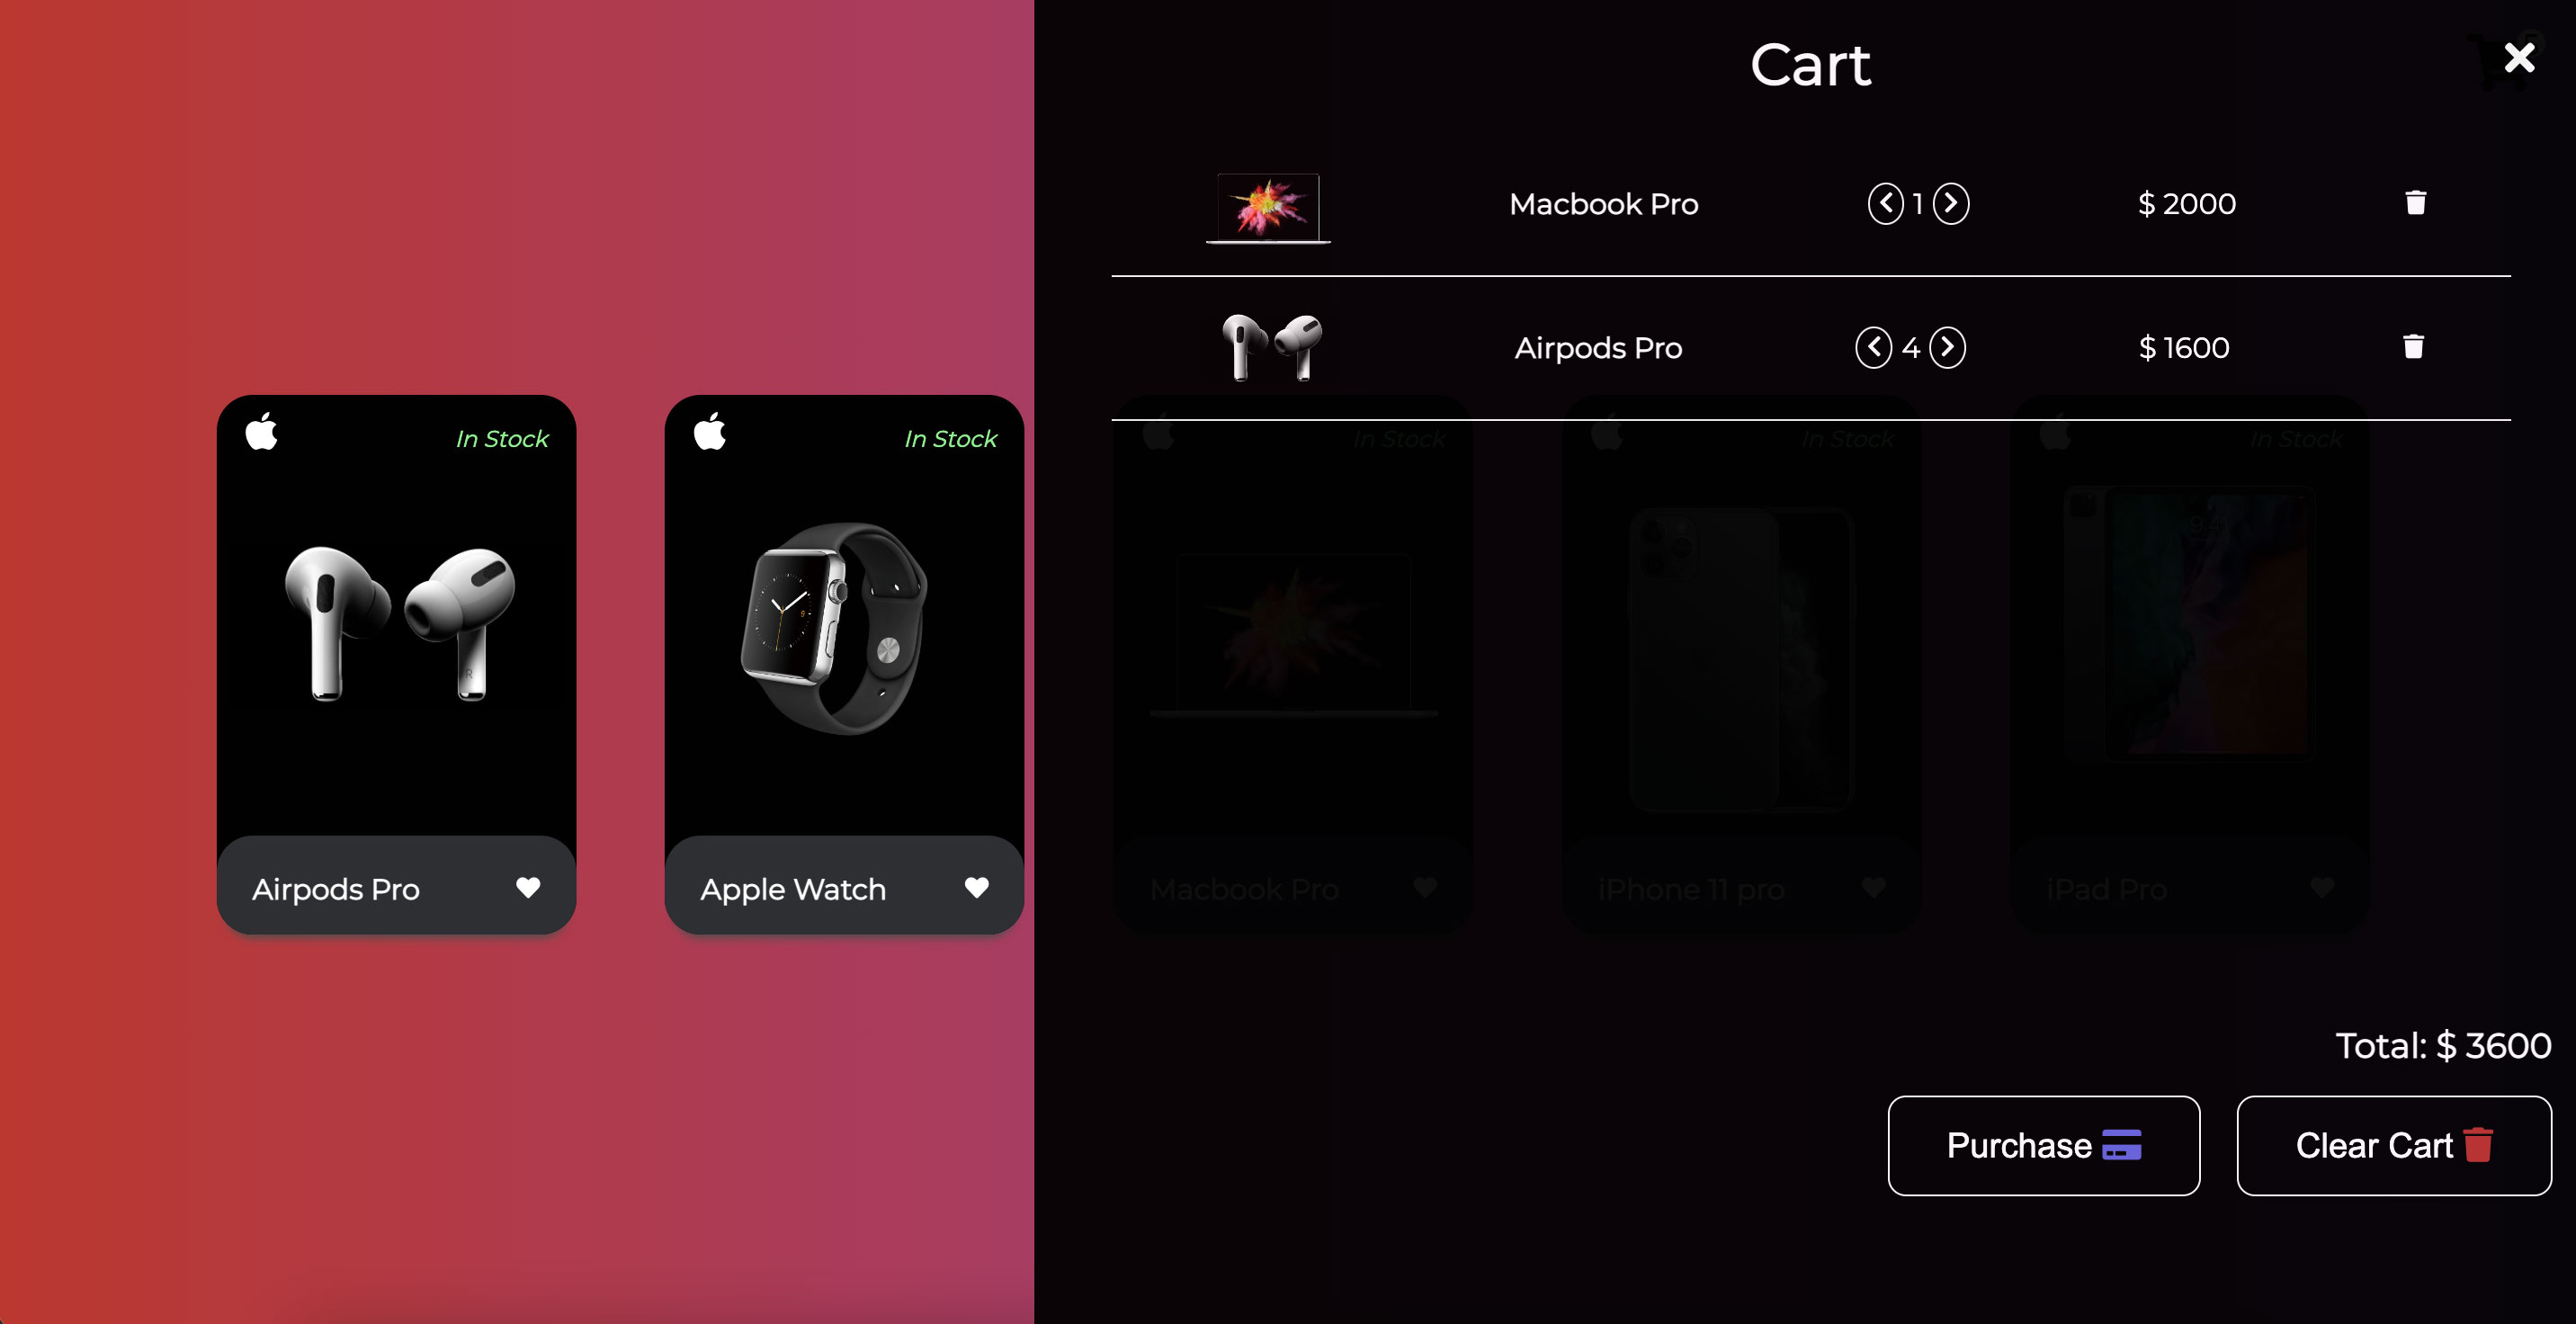 Cart
Macbook Pro 1 $ 2000
Airpods Pro 4 $ 1600
In Stock
In Stock
In Stock
In Stock
In Stock
Airpods Pro
Apple Watch
Macbook Pro
iPhone 11 pro
iPad Pro
Total: $ 3600
Purchase
Clear Cart